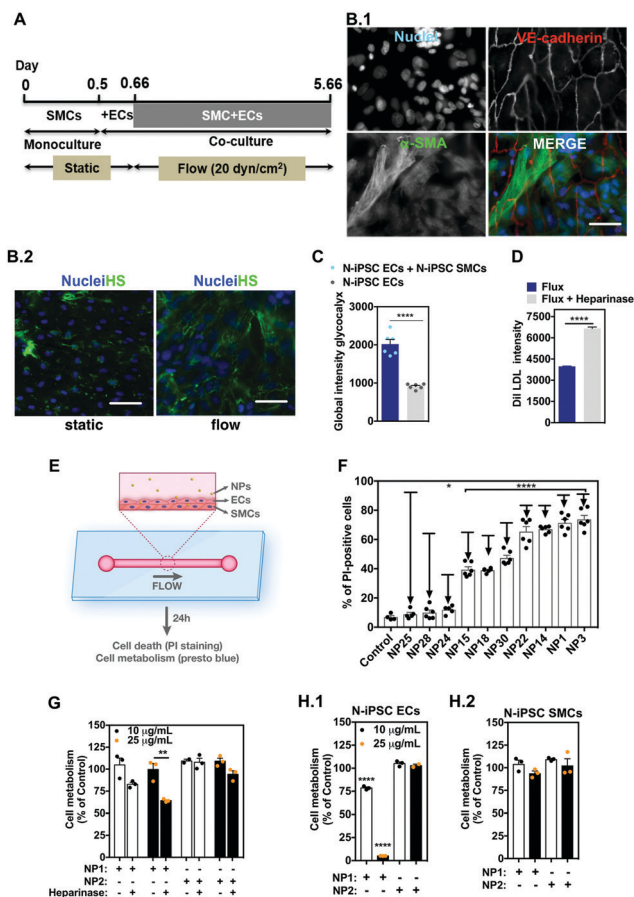 A
Day
0 0.5 0.66 5.66
SMCs +ECs SMC+ECs
Monoculture Co-culture
Static Flow (20 dyn/cm²)
B.1
Nuclei VE-cadherin
α-SMA MERGE
B.2
NucleiHS NucleiHS
static flow
C
N-iPSC ECs + N-iPSC SMCs
N-iPSC ECs
Global intensity glycocalyx
3000
2000
1000
0
****
D
Flux
Flux + Heparinase
Dil LDL intensity
7500
6000
4500
3000
1500
0
****
E
NPs
ECs
SMCs
FLOW
24h
Cell death (PI staining)
Cell metabolism (presto blue)
F
% of PI-positive cells
100
80
60
40
20
0
* ****
Control NP25 NP28 NP24 NP15 NP18 NP30 NP22 NP14 NP1 NP3
G
10 µg/mL
25 µg/mL
Cell metabolism
(% of Control)
150
125
100
75
50
25
0
**
NP1: + + + + - - - -
NP2: - - - - + + + +
Heparinase: - + - + - + - +
H.1 N-iPSC ECs
10 µg/mL
25 µg/mL
Cell metabolism
(% of Control)
150
125
100
75
50
25
0
**** ****
NP1: + + - -
NP2: - - + +
H.2
N-iPSC SMCs
Cell metabolism
(% of Control)
150
125
100
75
50
25
0
NP1: + + - -
NP2: - - + +